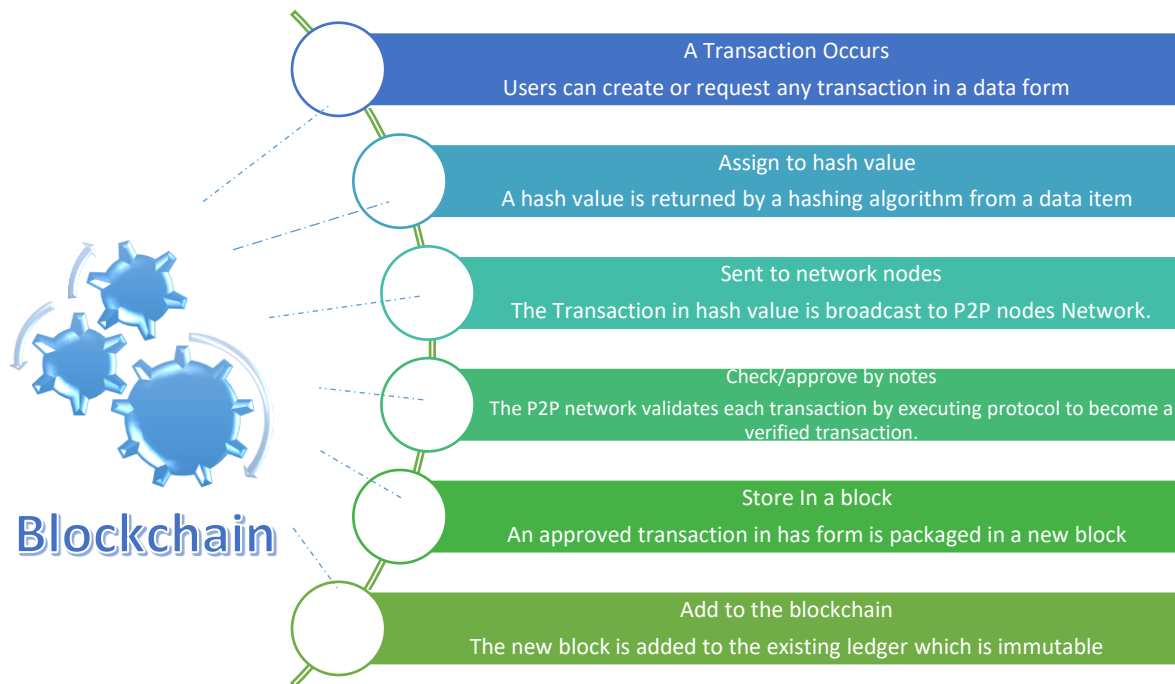 A Transaction Occurs
Users can create or request any transaction in a data form
Assign to hash value
A hash value is returned by a hashing algorithm from a data item
Sent to network nodes
The Transaction in hash value is broadcast to P2P nodes Network.
Check/approve by notes
The P2P network validates each transaction by executing protocol to become a
verified transaction.
Store In a block
An approved transaction in has form is packaged in a new block
Add to the blockchain
The new block is added to the existing ledger which is immutable
Blockchain